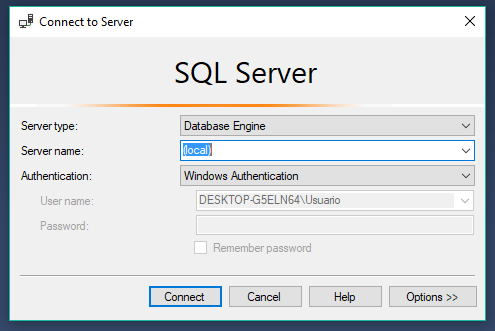 Connect to Server
SQL Server
Server type: Database Engine
Server name: (local)
Authentication: Windows Authentication
User name: DESKTOP-G5ELN64\Usuario
Password:
Remember password
Connect Cancel Help Options >>